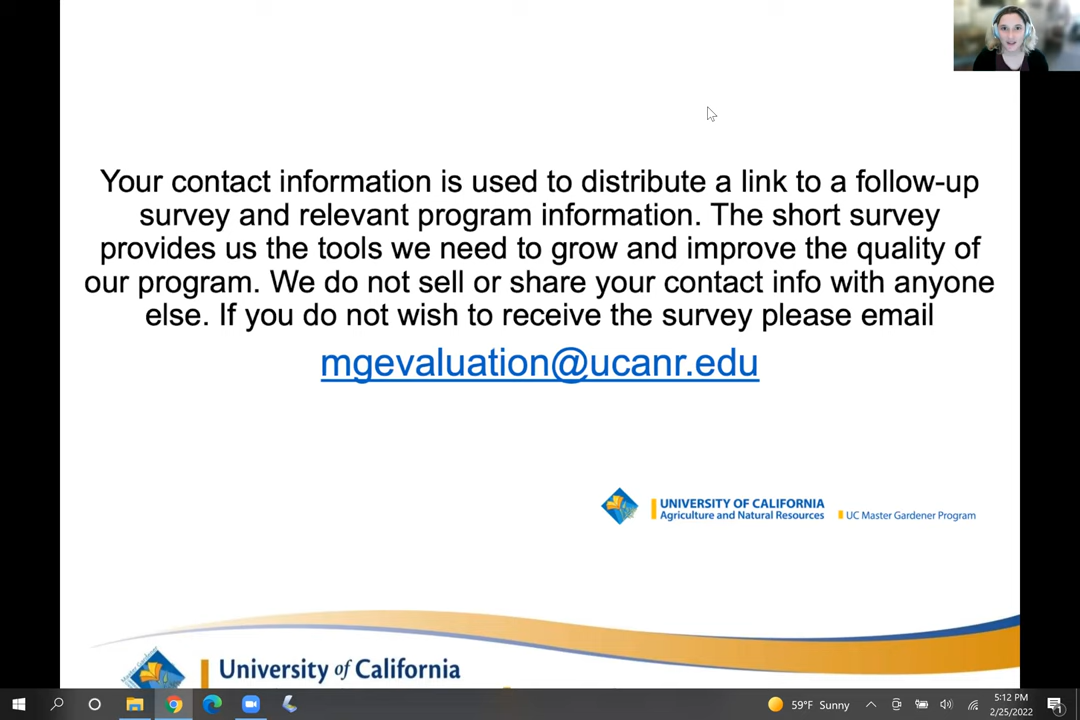 Your contact information is used to distribute a link to a follow-up
survey and relevant program information. The short survey
provides us the tools we need to grow and improve the quality of
our program. We do not sell or share your contact info with anyone
else. If you do not wish to receive the survey please email
mgevaluation@ucanr.edu
UNIVERSITY OF CALIFORNIA
Agriculture and Natural Resources
UC Master Gardener Program
University of California
59°F Sunny
5:12 PM
2/25/2022
1